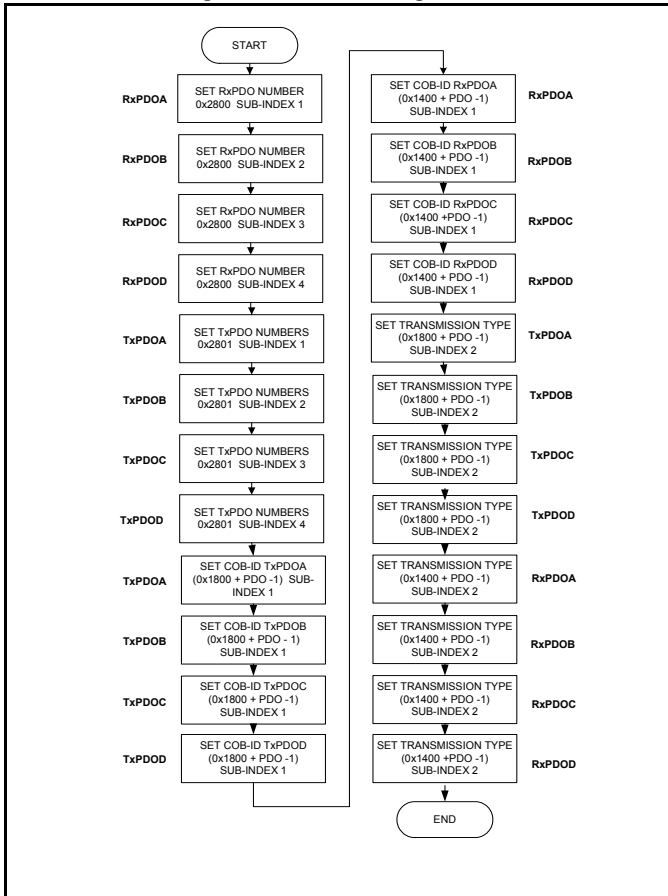 START
RxPDOA
SET RxPDO NUMBER
0x2800 SUB-INDEX 1
RxPDOB
SET RxPDO NUMBER
0x2800 SUB-INDEX 2
RxPDOC
SET RxPDO NUMBER
0x2800 SUB-INDEX 3
RxPDOD
SET RxPDO NUMBER
0x2800 SUB-INDEX 4
TxPDOA
SET TxPDO NUMBERS
0x2801 SUB-INDEX 1
TxPDOB
SET TxPDO NUMBERS
0x2801 SUB-INDEX 2
TxPDOC
SET TxPDO NUMBERS
0x2801 SUB-INDEX 3
TxPDOD
SET TxPDO NUMBERS
0x2801 SUB-INDEX 4
TxPDOA
SET COB-ID TxPDOA
(0x1800 + PDO -1) SUB-
INDEX 1
TxPDOB
SET COB-ID TxPDOB
(0x1800 + PDO - 1)
SUB-INDEX 1
TxPDOC
SET COB-ID TxPDOC
(0x1800 + PDO -1)
SUB-INDEX 1
TxPDOD
SET COB-ID TxPDOD
(0x1800 + PDO -1)
SUB-INDEX 1
SET COB-ID RxPDOA
(0x1400 + PDO -1)
SUB-INDEX 1
RxPDOA
SET COB-ID RxPDOB
(0x1400 + PDO -1)
SUB-INDEX 1
RxPDOB
SET COB-ID RxPDOC
(0x1400 +PDO -1)
SUB-INDEX 1
RxPDOC
SET COB-ID RxPDOD
(0x1400 + PDO -1)
SUB-INDEX 1
RxPDOD
SET TRANSMISSION TYPE
(0x1800 + PDO -1)
SUB-INDEX 2
TxPDOA
SET TRANSMISSION TYPE
(0x1800 + PDO -1)
SUB-INDEX 2
TxPDOB
SET TRANSMISSION TYPE
(0x1800 + PDO -1)
SUB-INDEX 2
TxPDOC
SET TRANSMISSION TYPE
(0x1800 + PDO -1)
SUB-INDEX 2
TxPDOD
SET TRANSMISSION TYPE
(0x1400 + PDO -1)
SUB-INDEX 2
RxPDOA
SET TRANSMISSION TYPE
(0x1400 + PDO -1)
SUB-INDEX 2
RxPDOB
SET TRANSMISSION TYPE
(0x1400 + PDO -1)
SUB-INDEX 2
RxPDOC
SET TRANSMISSION TYPE
(0x1400 +PDO -1)
SUB-INDEX 2
RxPDOD
END